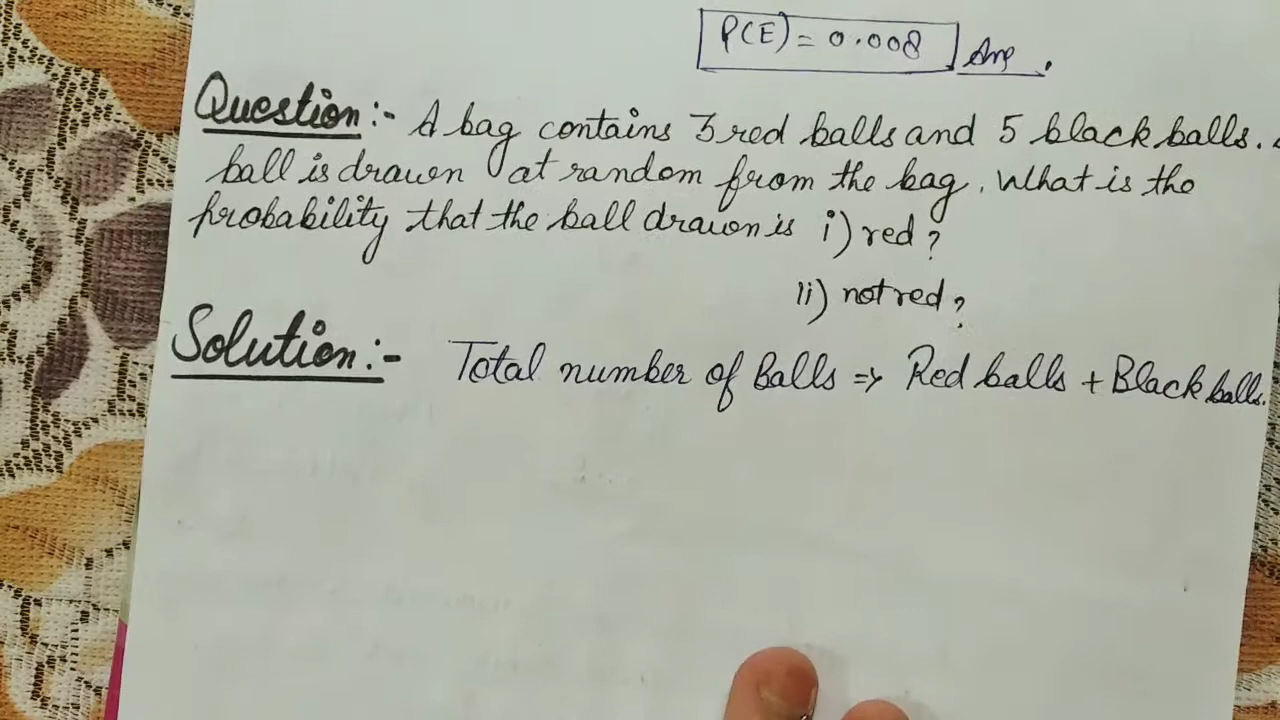 P(E) = 0.008 Ans.
Question:- A bag contains 3 red balls and 5 black balls.
ball is drawn at random from the bag. What is the
probability that the ball drawn is i) red?
ii) not red?
Solution:- Total number of Balls => Red balls + Black balls.